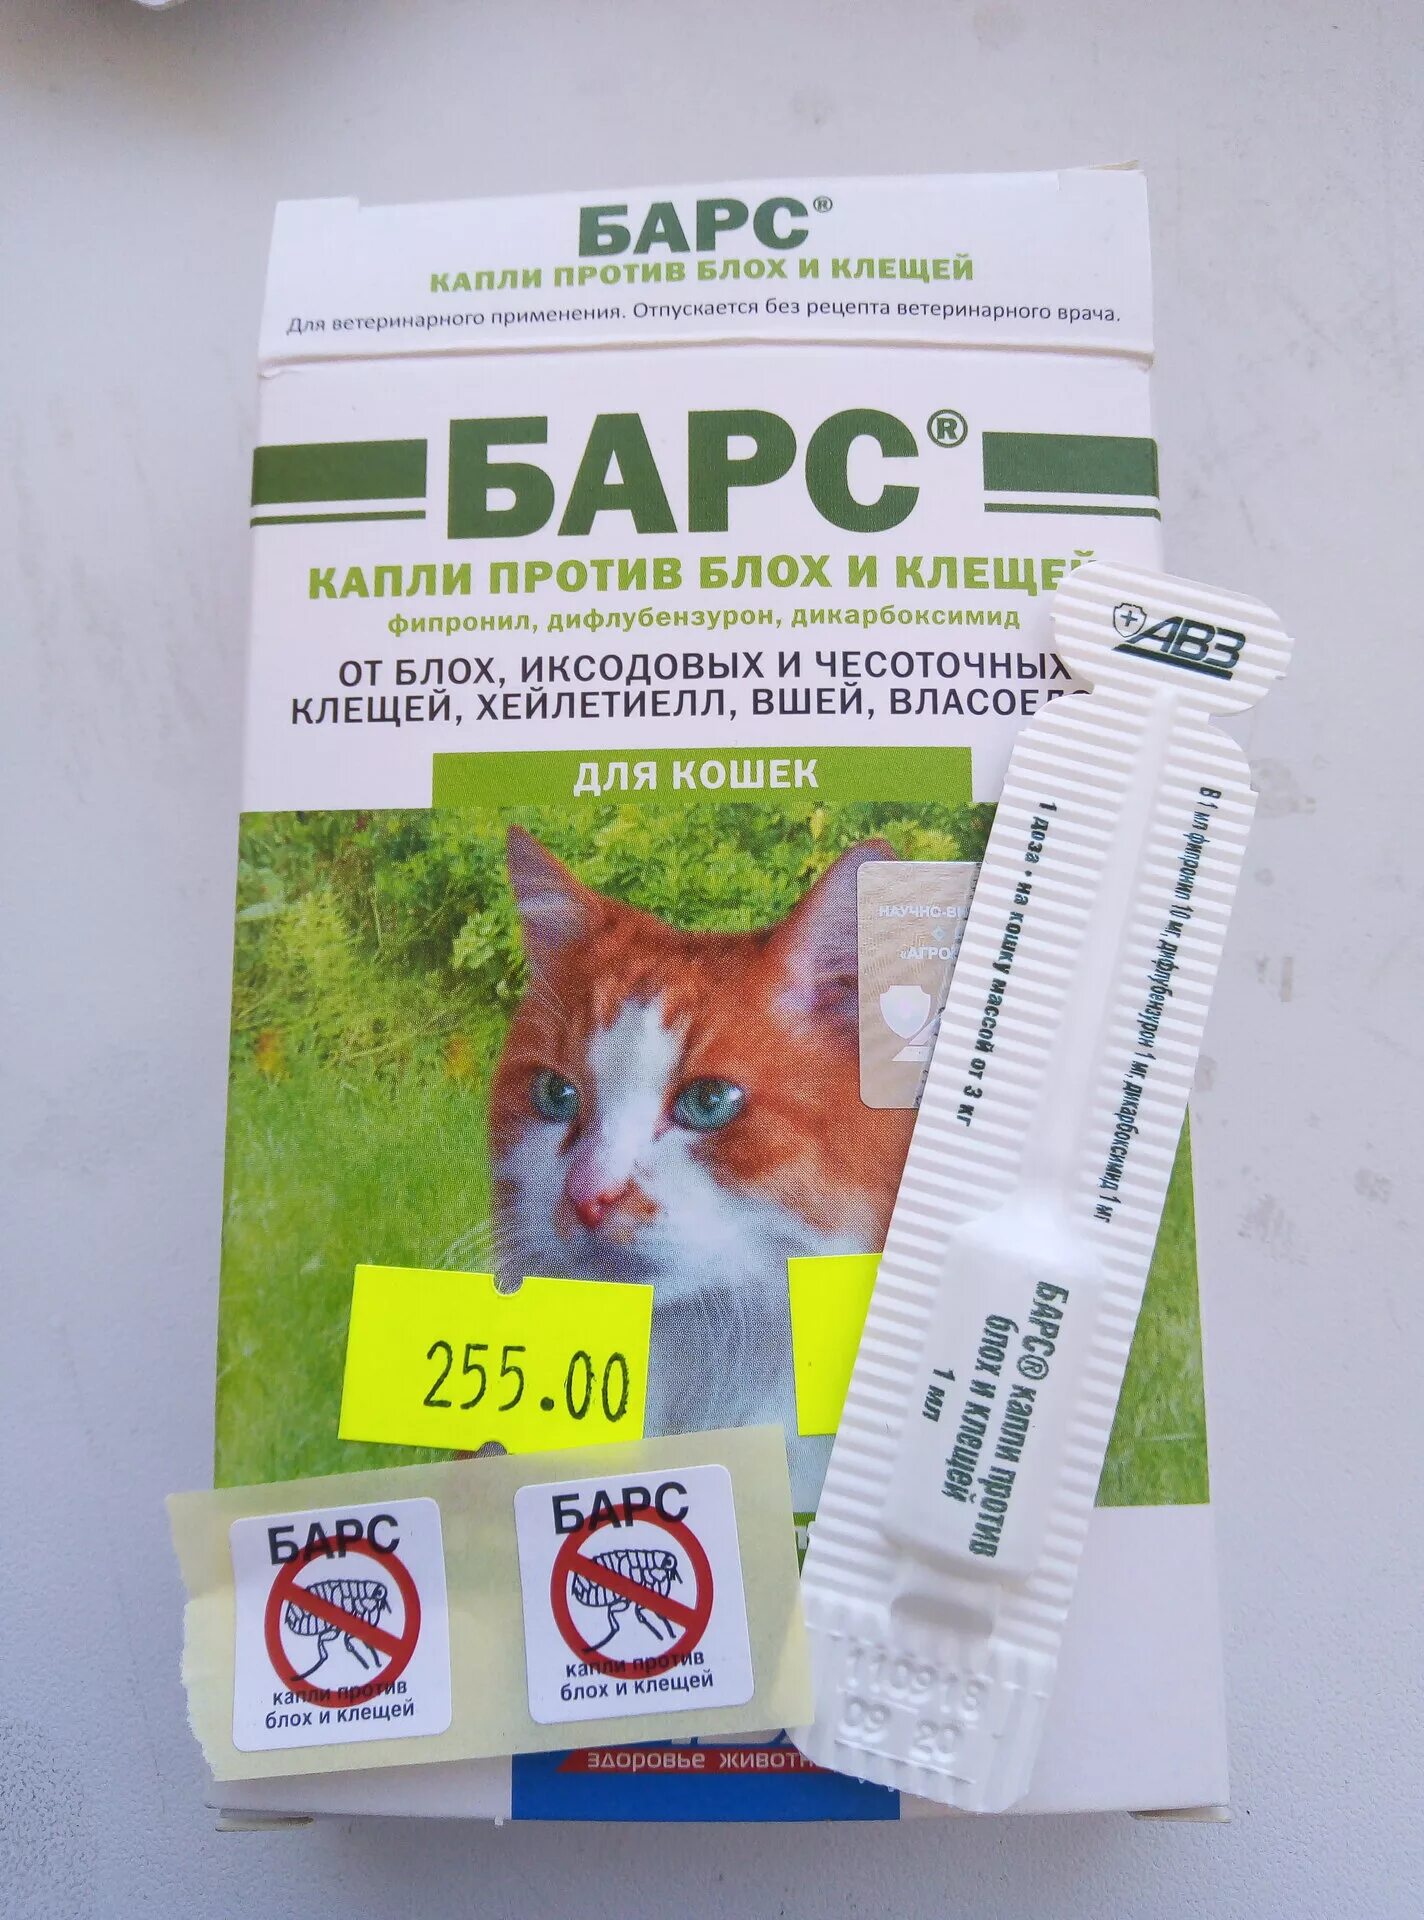 БАРС®
КАПЛИ ПРОТИВ БЛОХ И КЛЕЩЕЙ
Для ветеринарного применения. Отпускается без рецепта ветеринарного врача.
БАРС®
КАПЛИ ПРОТИВ БЛОХ И КЛЕЩЕЙ
фипронил, дифлубензурон, дикарбоксимид
ОТ БЛОХ, ИКСОДОВЫХ И ЧЕСОТОЧНЫХ
КЛЕЩЕЙ, ХЕЙЛЕТИЕЛЛ, ВШЕЙ,
ДЛЯ КОШЕК
АВЗ
В 1 мл фипронил 10 мг, дифлубензурон 1 мг, дикарбоксимид 1 мг
1 доза • на кошку массой от 3 кг
БАРС® капли против
блох и клещей
1 мл
110918
09 20
255.00
БАРС
капли против
блох и клещей
БАРС
капли против
блох и клещей
ЗДОРОВЬЕ